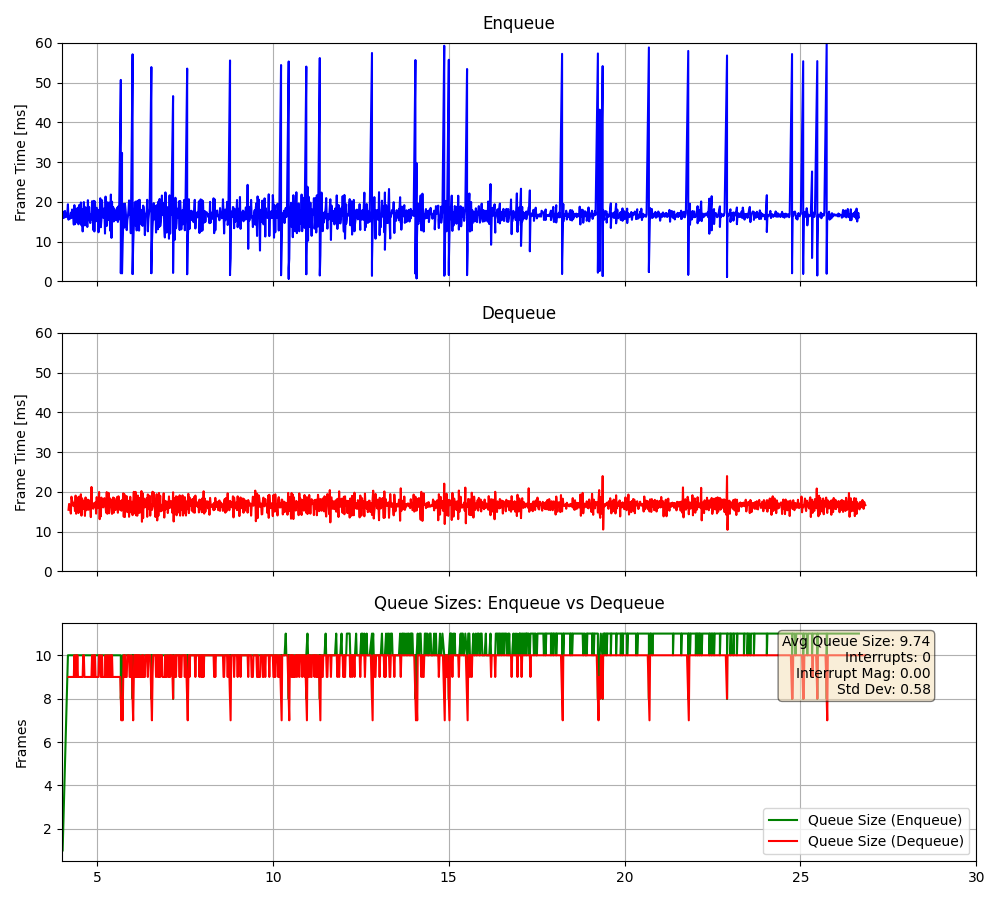 Enqueue
60
50
40
30
20
10
0
Frame Time [ms]
Dequeue
60
50
40
30
20
10
0
Frame Time [ms]
Queue Sizes: Enqueue vs Dequeue
10
8
6
4
2
Frames
Avg Queue Size: 9.74
Interrupts: 0
Interrupt Mag: 0.00
Std Dev: 0.58
Queue Size (Enqueue)
Queue Size (Dequeue)
5 10 15 20 25 30